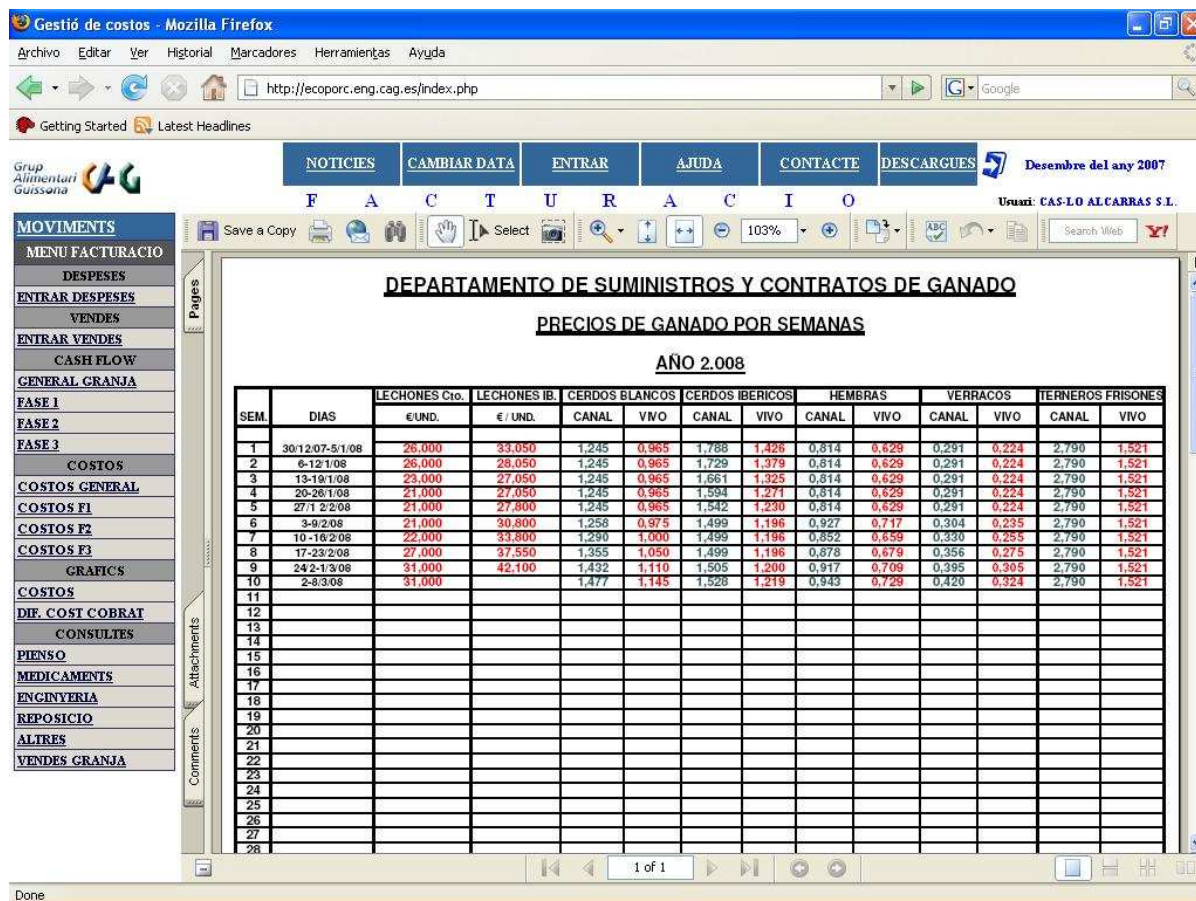 Gestió de costos - Mozilla Firefox
Archivo Editar Ver Historial Marcadores Herramientas Ayuda
http://ecoporc.eng.cag.es/index.php
Google
Getting Started Latest Headlines
Grup
Alimentari
Guissona
NOTICIES CAMBIAR DATA ENTRAR AJUDA CONTACTE DESCARGUES Desembre del any 2007
F A C T U R A C I O
Usuari: CAS-LO ALCARRAS S.L.
MOVIMENTS
MENU FACTURACIO
DESPESES
ENTRAR DESPESES
VENDES
ENTRAR VENDES
CASH FLOW
GENERAL GRANJA
FASE 1
FASE 2
FASE 3
COSTOS
COSTOS GENERAL
COSTOS F1
COSTOS F2
COSTOS F3
GRAFICS
COSTOS
DIF. COST COBRAT
CONSULTES
PIENSO
MEDICAMENTS
ENGINYERIA
REPOSICIO
ALTRES
VENDES GRANJA
Save a Copy Select 103% Search Web Y!
Pages
Attachments
Comments
DEPARTAMENTO DE SUMINISTROS Y CONTRATOS DE GANADO
PRECIOS DE GANADO POR SEMANAS
AÑO 2.008
LECHONES Cto. LECHONES IB. CERDOS BLANCOS CERDOS IBERICOS HEMBRAS VERRACOS TERNEROS FRISONES
SEM. DIAS €/UND. € / UND. CANAL VIVO CANAL VIVO CANAL VIVO CANAL VIVO CANAL VIVO
1 30/12/07-5/1/08 26,000 33,050 1,245 0,965 1,788 1,426 0,814 0,629 0,291 0,224 2,790 1,521
2 6-12/1/08 26,000 28,050 1,245 0,965 1,729 1,379 0,814 0,629 0,291 0,224 2,790 1,521
3 13-19/1/08 23,000 27,050 1,245 0,965 1,661 1,325 0,814 0,629 0,291 0,224 2,790 1,521
4 20-26/1/08 21,000 27,050 1,245 0,965 1,594 1,271 0,814 0,629 0,291 0,224 2,790 1,521
5 27/1 2/2/08 21,000 27,800 1,245 0,965 1,542 1,230 0,814 0,629 0,291 0,224 2,790 1,521
6 3-9/2/08 21,000 30,800 1,258 0,975 1,499 1,196 0,927 0,717 0,304 0,235 2,790 1,521
7 10-16/2/08 22,000 33,800 1,290 1,000 1,499 1,196 0,852 0,659 0,330 0,255 2,790 1,521
8 17-23/2/08 27,000 37,550 1,355 1,050 1,499 1,196 0,878 0,679 0,356 0,275 2,790 1,521
9 24/2-1/3/08 31,000 42,100 1,432 1,110 1,505 1,200 0,917 0,709 0,395 0,305 2,790 1,521
10 2-8/3/08 31,000 1,477 1,145 1,528 1,219 0,943 0,729 0,420 0,324 2,790 1,521
11
12
13
14
15
16
17
18
19
20
21
22
23
24
25
26
27
28
1 of 1
Done